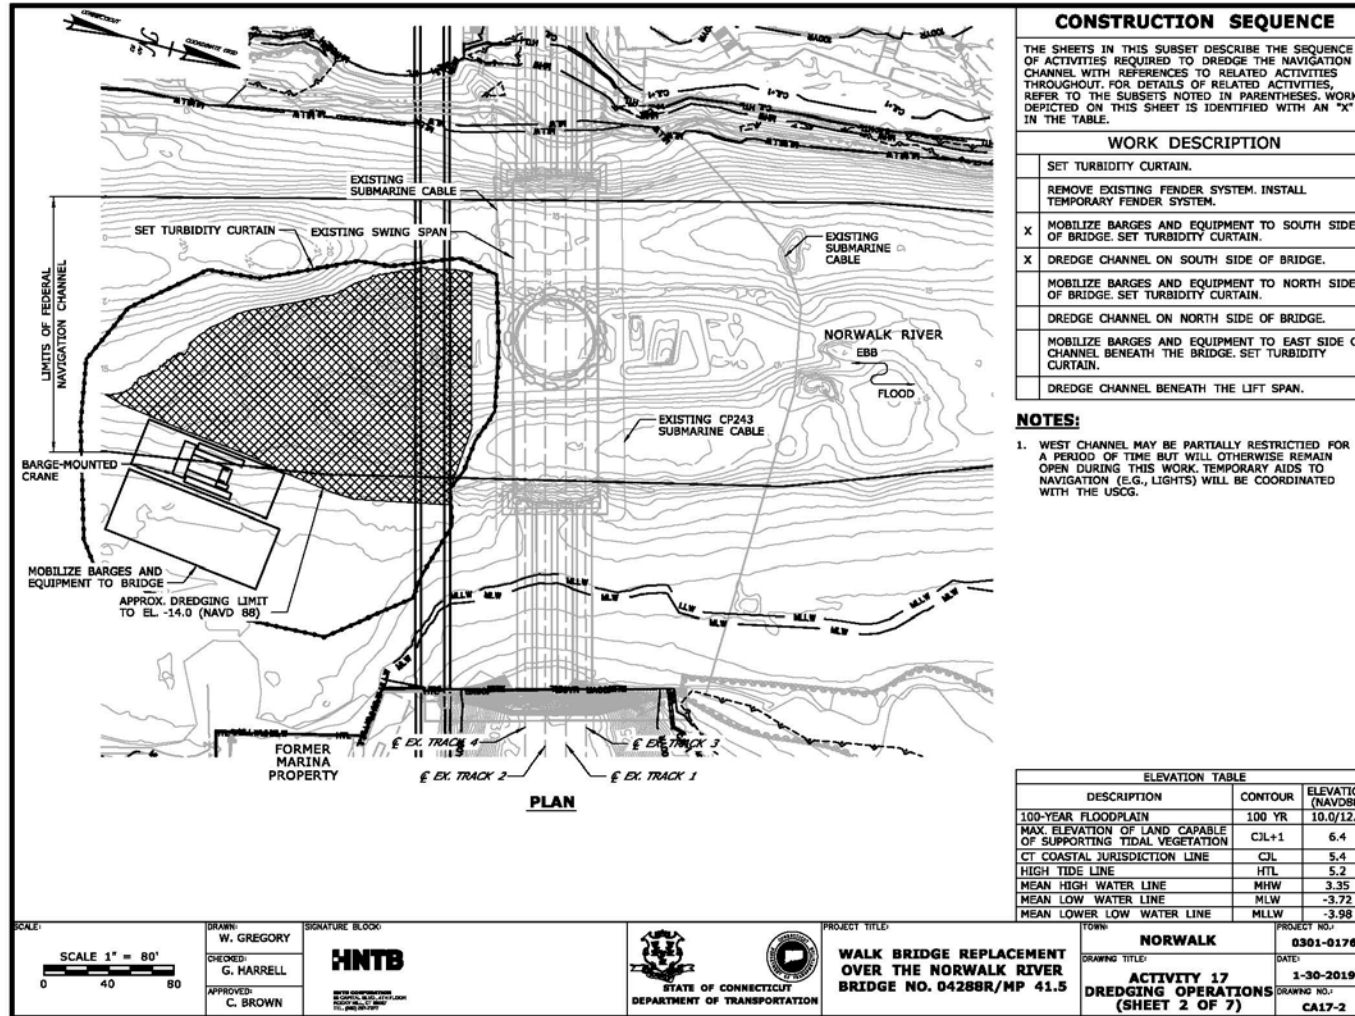 CONNECTICUT
COORDINATE GRID
EXISTING
SUBMARINE CABLE
SET TURBIDITY CURTAIN
EXISTING SWING SPAN
EXISTING
SUBMARINE
CABLE
LIMITS OF FEDERAL
NAVIGATION CHANNEL
NORWALK RIVER
EBB
FLOOD
EXISTING CP243
SUBMARINE CABLE
BARGE-MOUNTED
CRANE
MOBILIZE BARGES AND
EQUIPMENT TO BRIDGE
APPROX. DREDGING LIMIT
TO EL. -14.0 (NAVD 88)
MLLW
MLW
FORMER
MARINA
PROPERTY
℄ EX. TRACK 4
℄ EX. TRACK 3
℄ EX. TRACK 2
℄ EX. TRACK 1
PLAN
CONSTRUCTION SEQUENCE
THE SHEETS IN THIS SUBSET DESCRIBE THE SEQUENCE
OF ACTIVITIES REQUIRED TO DREDGE THE NAVIGATION
CHANNEL WITH REFERENCES TO RELATED ACTIVITIES
THROUGHOUT. FOR DETAILS OF RELATED ACTIVITIES,
REFER TO THE SUBSETS NOTED IN PARENTHESES. WORK
DEPICTED ON THIS SHEET IS IDENTIFIED WITH AN "X"
IN THE TABLE.
WORK DESCRIPTION
SET TURBIDITY CURTAIN.
REMOVE EXISTING FENDER SYSTEM. INSTALL
TEMPORARY FENDER SYSTEM.
X MOBILIZE BARGES AND EQUIPMENT TO SOUTH SIDE
OF BRIDGE. SET TURBIDITY CURTAIN.
X DREDGE CHANNEL ON SOUTH SIDE OF BRIDGE.
MOBILIZE BARGES AND EQUIPMENT TO NORTH SIDE
OF BRIDGE. SET TURBIDITY CURTAIN.
DREDGE CHANNEL ON NORTH SIDE OF BRIDGE.
MOBILIZE BARGES AND EQUIPMENT TO EAST SIDE
CHANNEL BENEATH THE BRIDGE. SET TURBIDITY
CURTAIN.
DREDGE CHANNEL BENEATH THE LIFT SPAN.
NOTES:
1. WEST CHANNEL MAY BE PARTIALLY RESTRICTIED FOR
A PERIOD OF TIME BUT WILL OTHERWISE REMAIN
OPEN DURING THIS WORK. TEMPORARY AIDS TO
NAVIGATION (E.G., LIGHTS) WILL BE COORDINATED
WITH THE USCG.
ELEVATION TABLE
DESCRIPTION CONTOUR ELEVATIO (NAVD88
100-YEAR FLOODPLAIN 100 YR 10.0/12.
MAX. ELEVATION OF LAND CAPABLE
OF SUPPORTING TIDAL VEGETATION CJL+1 6.4
CT COASTAL JURISDICTION LINE CJL 5.4
HIGH TIDE LINE HTL 5.2
MEAN HIGH WATER LINE MHW 3.35
MEAN LOW WATER LINE MLW -3.72
MEAN LOWER LOW WATER LINE MLLW -3.98
SCALE:
SCALE 1" = 80'
0 40 80
DRAWN:
W. GREGORY
CHECKED:
G. HARRELL
APPROVED:
C. BROWN
SIGNATURE BLOCK:
HNTB
HNTB CORPORATION
STATE OF CONNECTICUT
DEPARTMENT OF TRANSPORTATION
PROJECT TITLE:
WALK BRIDGE REPLACEMENT
OVER THE NORWALK RIVER
BRIDGE NO. 04288R/MP 41.5
TOWN:
NORWALK
DRAWING TITLE:
ACTIVITY 17
DREDGING OPERATIONS
(SHEET 2 OF 7)
PROJECT NO.:
0301-0176
DATE:
1-30-2019
DRAWING NO.:
CA17-2